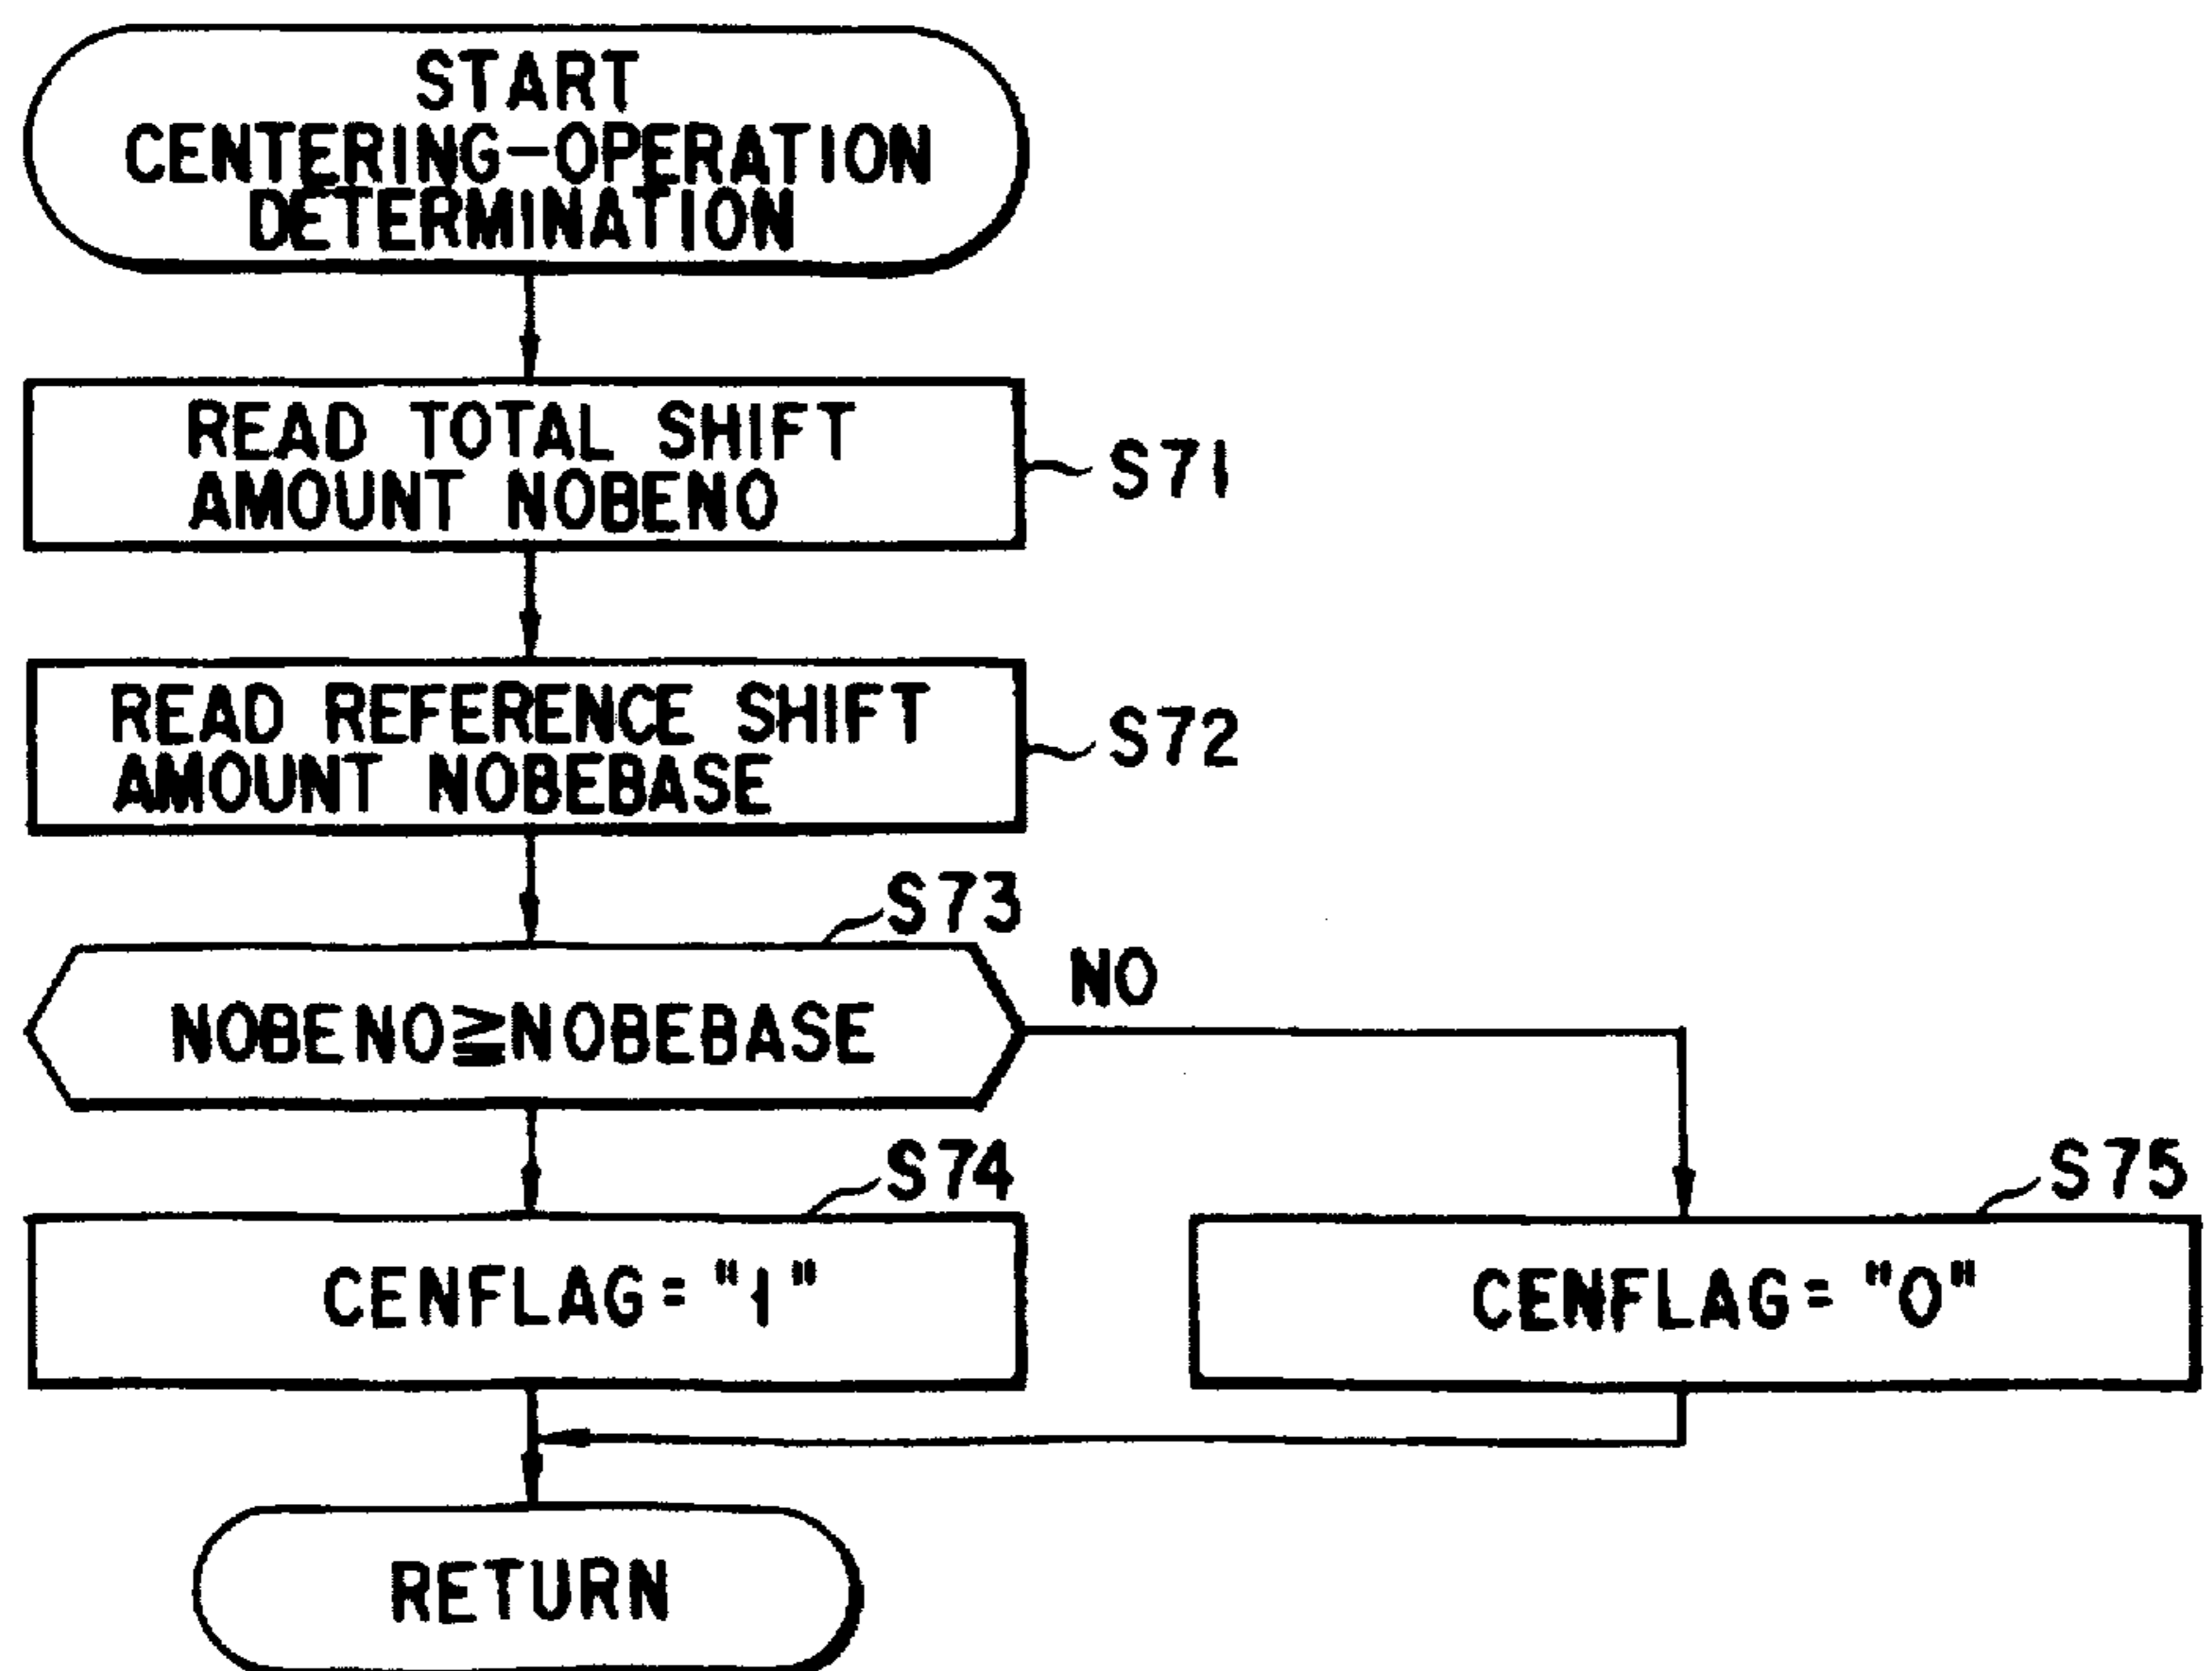 START
CENTERING-OPERATION
DETERMINATION
READ TOTAL SHIFT
AMOUNT NOBENO
S71
READ REFERENCE SHIFT
AMOUNT NOBEBASE
S72
S73
NOBENO≧NOBEBASE
NO
S74
CENFLAG="1"
S75
CENFLAG="0"
RETURN